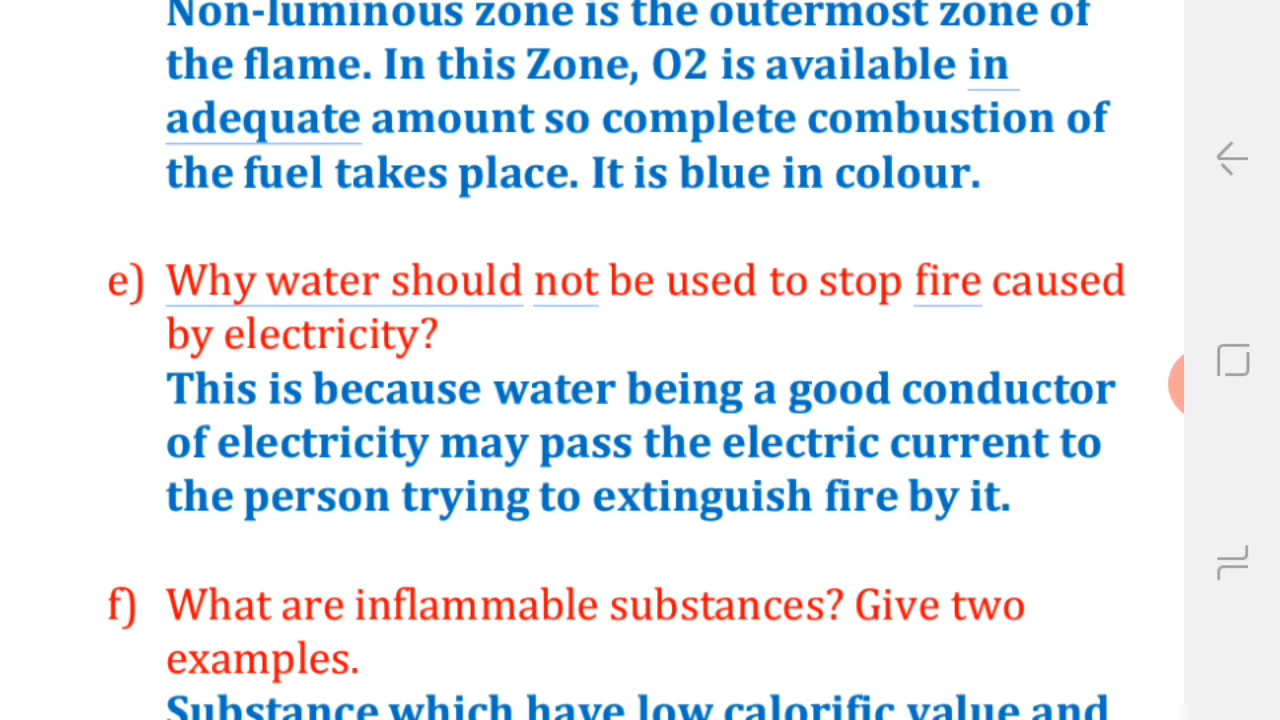 Non-luminous zone is the outermost zone of
the flame. In this Zone, O2 is available in
adequate amount so complete combustion of
the fuel takes place. It is blue in colour.
e) Why water should not be used to stop fire caused
by electricity?
This is because water being a good conductor
of electricity may pass the electric current to
the person trying to extinguish fire by it.
f) What are inflammable substances? Give two
examples.
Substance which have low calorific value and